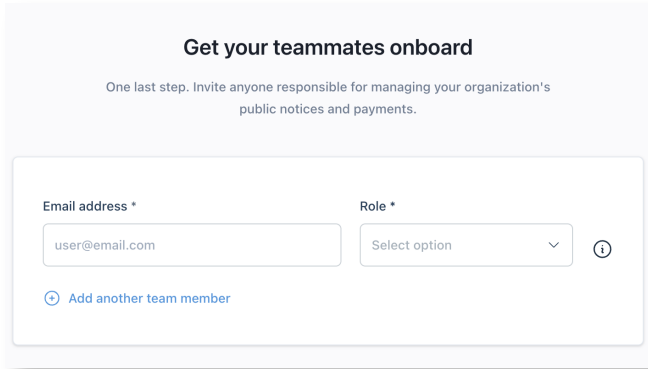 Get your teammates onboard
One last step. Invite anyone responsible for managing your organization's
public notices and payments.
Email address *
Role *
user@email.com
Select option
Add another team member